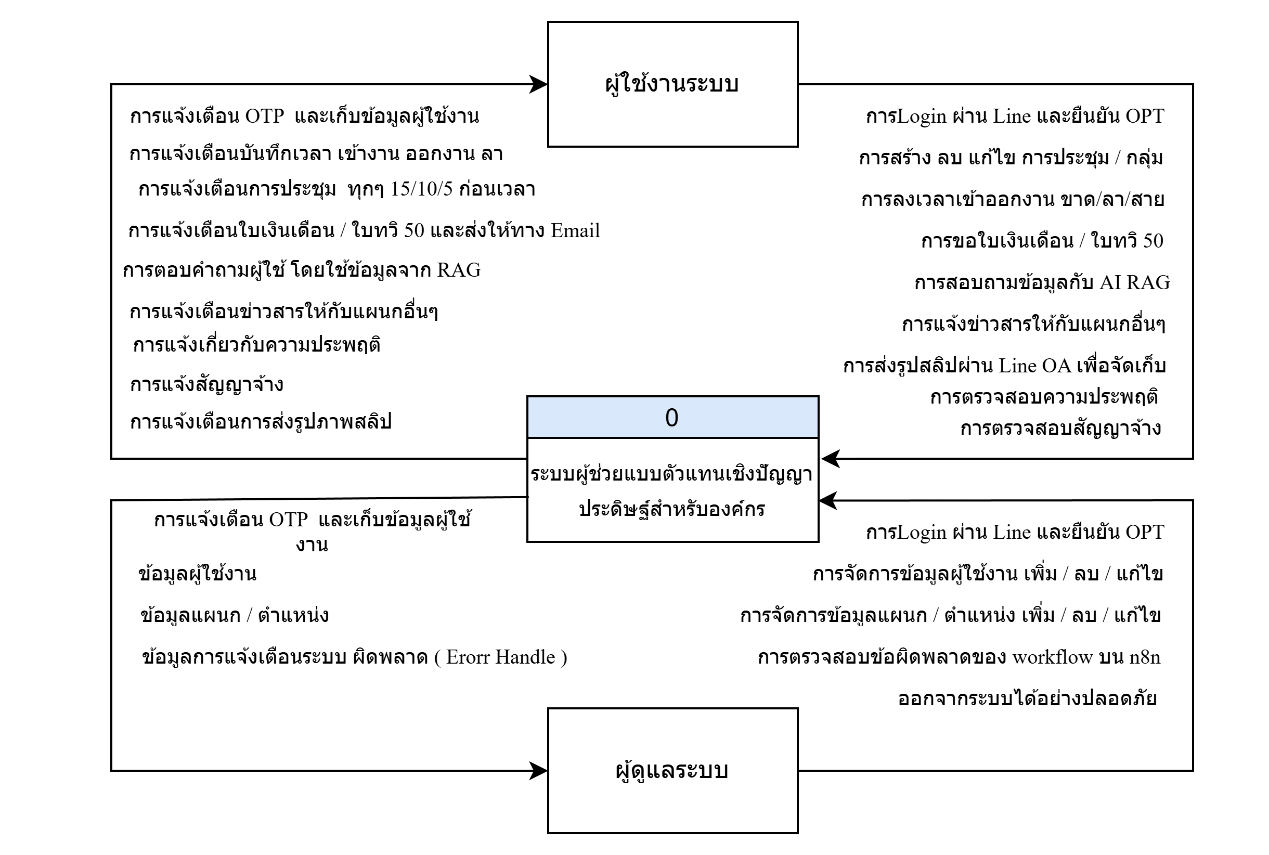 ผู้ใช้งานระบบ
การแจ้งเตือน OTP และเก็บข้อมูลผู้ใช้งาน
การแจ้งเตือนบันทึกเวลา เข้างาน ออกงาน ลา
การแจ้งเตือนการประชุม ทุกๆ 15/10/5 ก่อนเวลา
การแจ้งเตือนใบเงินเดือน / ใบทวิ 50 และส่งให้ทาง Email
การตอบคำถามผู้ใช้ โดยใช้ข้อมูลจาก RAG
การแจ้งเตือนข่าวสารให้กับแผนกอื่นๆ
การแจ้งเกี่ยวกับความประพฤติ
การแจ้งสัญญาจ้าง
การแจ้งเตือนการส่งรูปภาพสลิป
การLogin ผ่าน Line และยืนยัน OPT
การสร้าง ลบ แก้ไข การประชุม / กลุ่ม
การลงเวลาเข้าออกงาน ขาด/ลา/สาย
การขอใบเงินเดือน / ใบทวิ 50
การสอบถามข้อมูลกับ AI RAG
การแจ้งข่าวสารให้กับแผนกอื่นๆ
การส่งรูปสลิปผ่าน Line OA เพื่อจัดเก็บ
การตรวจสอบความประพฤติ
การตรวจสอบสัญญาจ้าง
0
ระบบผู้ช่วยแบบตัวแทนเชิงปัญญา
ประดิษฐ์สำหรับองค์กร
การแจ้งเตือน OTP และเก็บข้อมูลผู้ใช้
งาน
ข้อมูลผู้ใช้งาน
ข้อมูลแผนก / ตำแหน่ง
ข้อมูลการแจ้งเตือนระบบ ผิดพลาด ( Erorr Handle )
การLogin ผ่าน Line และยืนยัน OPT
การจัดการข้อมูลผู้ใช้งาน เพิ่ม / ลบ / แก้ไข
การจัดการข้อมูลแผนก / ตำแหน่ง เพิ่ม / ลบ / แก้ไข
การตรวจสอบข้อผิดพลาดของ workflow บน n8n
ออกจากระบบได้อย่างปลอดภัย
ผู้ดูแลระบบ